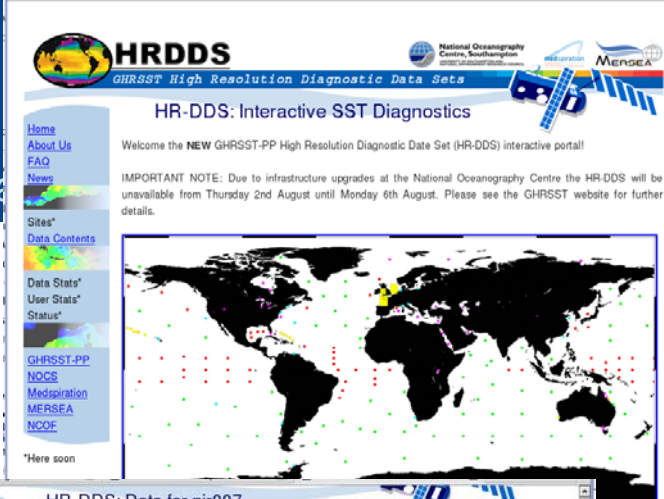 HRDDS
National Oceanography
Centre, Southampton
medspiration
MERSEA
GHRSST High Resolution Diagnostic Data Sets
HR-DDS: Interactive SST Diagnostics
Home
About Us
FAQ
News
Sites*
Data Contents
Data Stats*
User Stats*
Status*
GHRSST-PP
NOCS
Medspiration
MERSEA
NCOF
*Here soon
Welcome the NEW GHRSST-PP High Resolution Diagnostic Date Set (HR-DDS) interactive portal!
IMPORTANT NOTE: Due to infrastructure upgrades at the National Oceanography Centre the HR-DDS will be
unavailable from Thursday 2nd August until Monday 6th August. Please see the GHRSST website for further
details.
HR-DDS: Data for